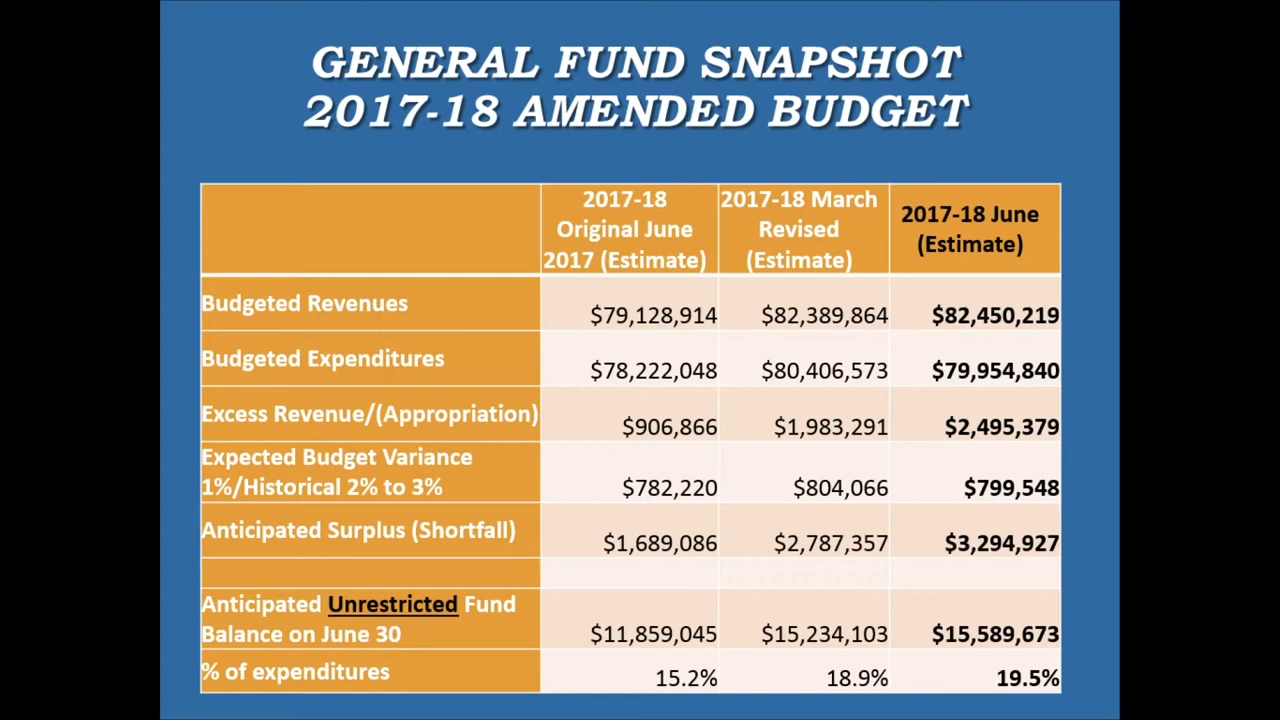 GENERAL FUND SNAPSHOT
2017-18 AMENDED BUDGET
2017-18
Original June
2017 (Estimate)
2017-18 March
Revised
(Estimate)
2017-18 June
(Estimate)
Budgeted Revenues $79,128,914 $82,389,864 $82,450,219
Budgeted Expenditures $78,222,048 $80,406,573 $79,954,840
Excess Revenue/(Appropriation) $906,866 $1,983,291 $2,495,379
Expected Budget Variance
1%/Historical 2% to 3% $782,220 $804,066 $799,548
Anticipated Surplus (Shortfall) $1,689,086 $2,787,357 $3,294,927
Anticipated Unrestricted Fund
Balance on June 30 $11,859,045 $15,234,103 $15,589,673
% of expenditures 15.2% 18.9% 19.5%